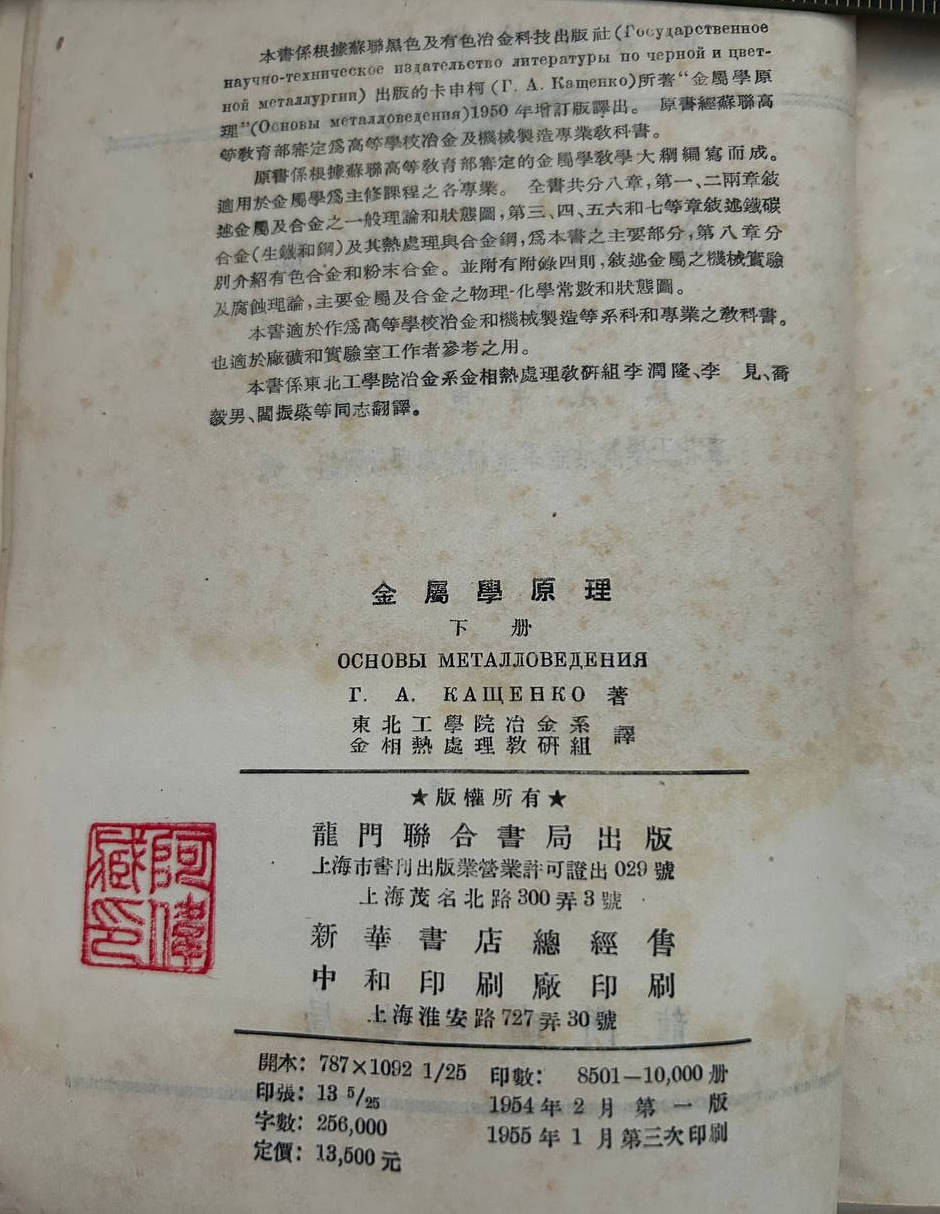 本書係根據蘇聯黑色及有色冶金科技出版社(Государственное
научно-техническое издательство литературы по черной и цвет-
ной металлургии) 出版的卡申柯(Г. А. Кащенко)所著“金屬學原
理”(Основы металловедения)1950年增訂版譯出。 原書經蘇聯高
等教育部審定爲高等學校冶金及機械製造專業教科書。
原書係根據蘇聯高等教育部審定的金屬學教學大綱編寫而成。
適用於金屬學爲主修課程之各專業。 全書共分八章,第一、二兩章敍
述金屬及合金之一般理論和狀態圖,第三、四、五六和七等章敍述鐵碳
合金(生鐵和鋼)及其熱處理與合金鋼,爲本書之主要部分,第八章分
別介紹有色合金和粉末合金。並附有附錄四則,敍述金屬之機械實驗
及腐蝕理論,主要金屬及合金之物理-化學常數和狀態圖。
本書適於作爲高等學校冶金和機械製造等系科和專業之教科書。
也適於廠礦和實驗室工作者參考之用。
本書係東北工學院冶金系金相熱處理教研組李潤隆、李 見、喬
毅男、閻振棨等同志翻譯。
金屬學原理
下 册
ОСНОВЫ МЕТАЛЛОВЕДЕНИЯ
Г. А. КАЩЕНКО 著
東北工學院冶金系
金相熱處理教研組 譯
★版權所有★
龍門聯合書局出版
上海市書刊出版業營業許可證出029號
上海茂名北路300弄3號
新華書店總經售
中和印刷廠印刷
上海淮安路727弄30號
開本: 787×1092 1/25
印張: 13 5/25
字數: 256,000
定價: 13,500元
印數: 8501—10,000册
1954年2月第一版
1955年1月第三次印刷
阿偉
藏印